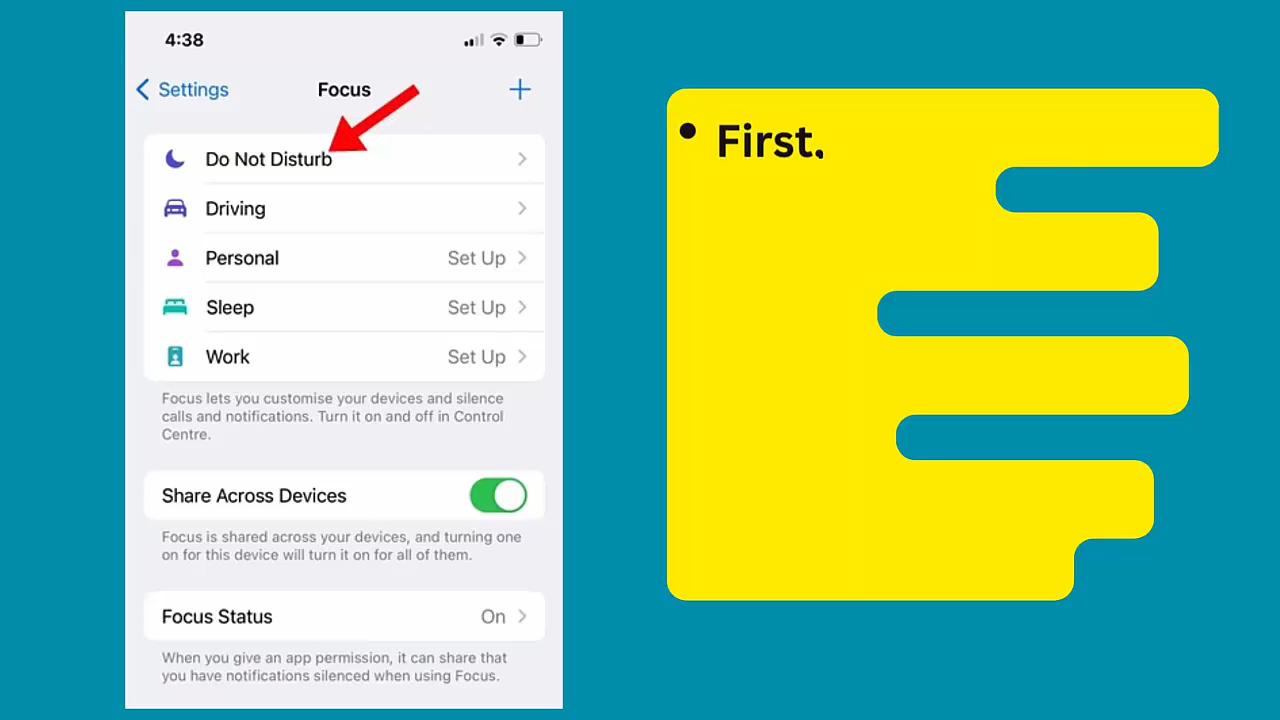 4:38
Settings
Focus
Do Not Disturb
Driving
Personal Set Up
Sleep Set Up
Work Set Up
Focus lets you customise your devices and silence
calls and notifications. Turn it on and off in Control
Centre.
Share Across Devices
Focus is shared across your devices, and turning one
on for this device will turn it on for all of them.
Focus Status On
When you give an app permission, it can share that
you have notifications silenced when using Focus.
• First,